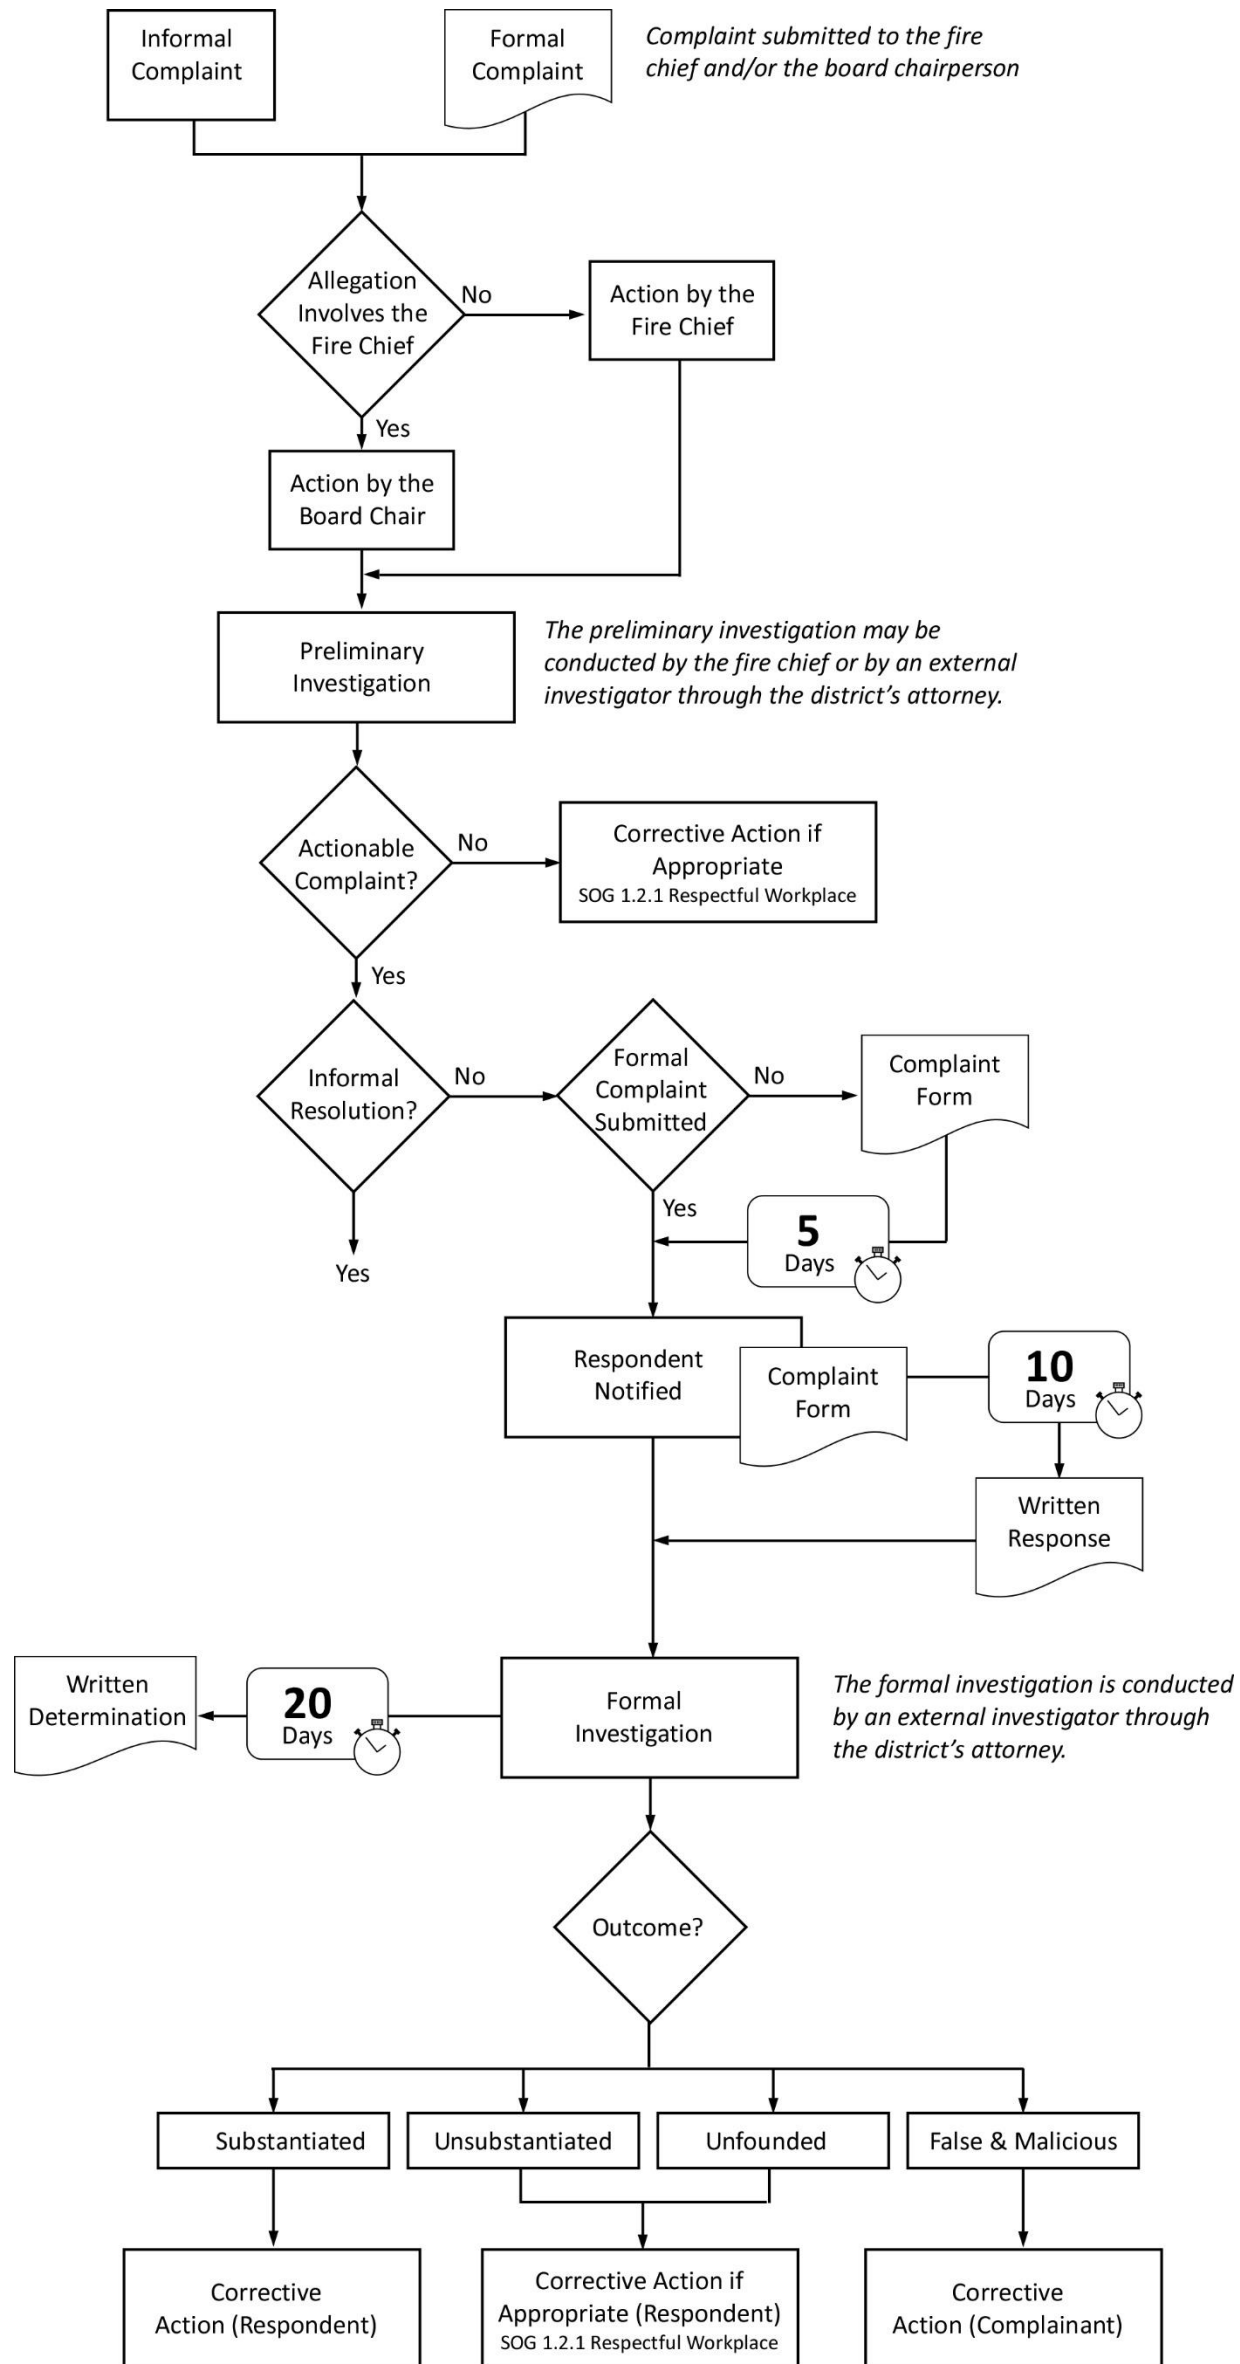 Informal
Complaint
Formal
Complaint
Complaint submitted to the fire
chief and/or the board chairperson
Allegation
Involves the
Fire Chief
No
Action by the
Fire Chief
Yes
Action by the
Board Chair
Preliminary
Investigation
The preliminary investigation may be
conducted by the fire chief or by an external
investigator through the district’s attorney.
Actionable
Complaint?
No
Corrective Action if
Appropriate
SOG 1.2.1 Respectful Workplace
Yes
Informal
Resolution?
No
Formal
Complaint
Submitted
No
Complaint
Form
Yes
Yes
5
Days
Respondent
Notified
Complaint
Form
10
Days
Written
Response
Written
Determination
20
Days
Formal
Investigation
The formal investigation is conducted
by an external investigator through
the district’s attorney.
Outcome?
Substantiated
Unsubstantiated
Unfounded
False & Malicious
Corrective
Action (Respondent)
Corrective Action if
Appropriate (Respondent)
SOG 1.2.1 Respectful Workplace
Corrective
Action (Complainant)